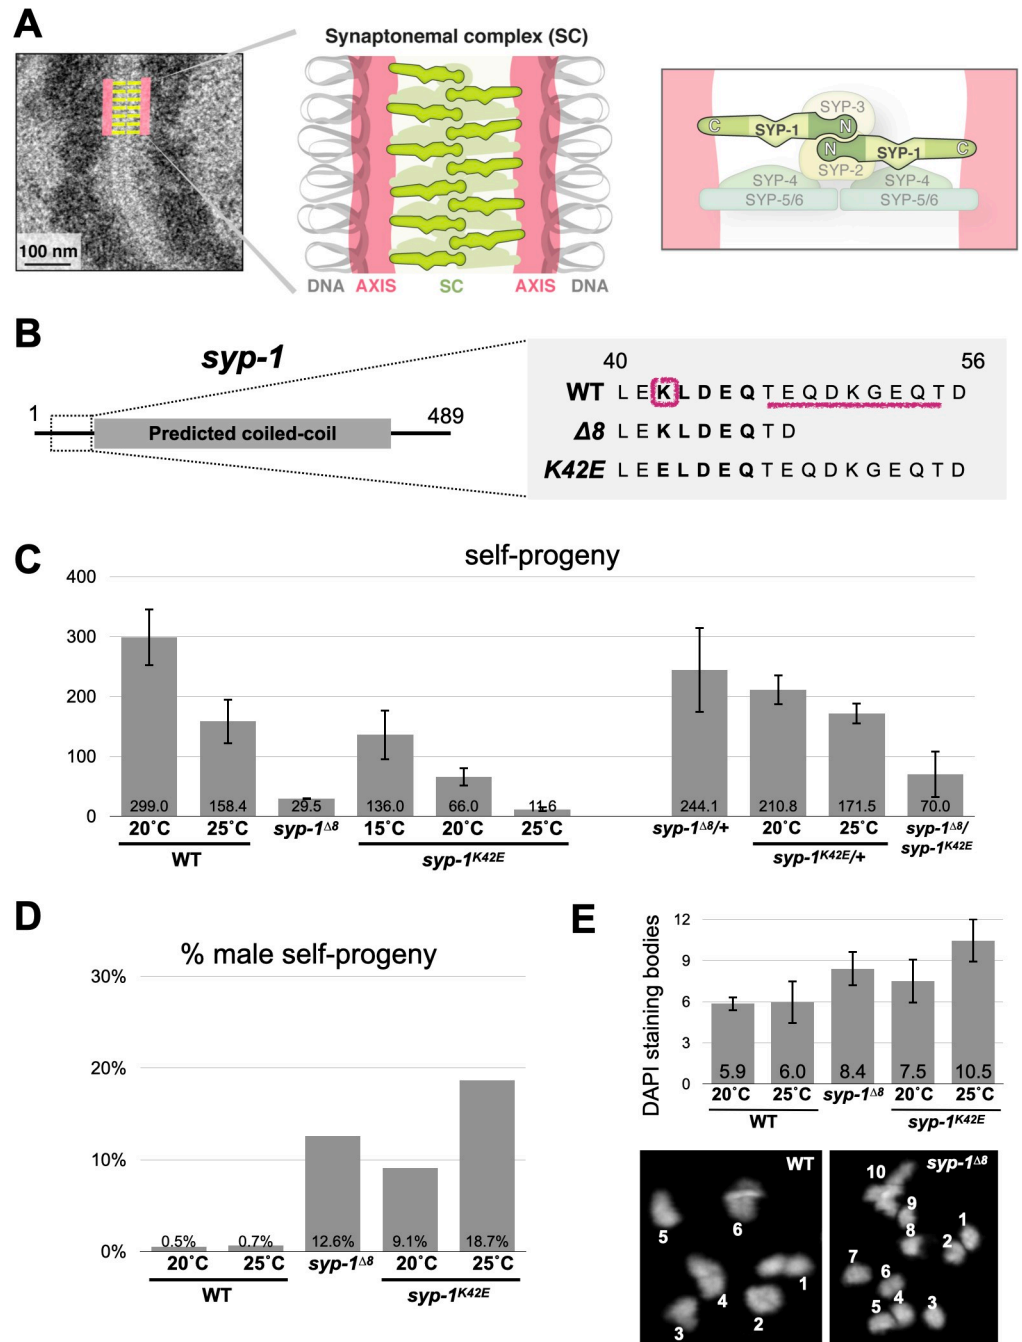 A
Synaptonemal complex (SC)
100 nm
DNA AXIS SC AXIS DNA
SYP-3
C SYP-1 N
N SYP-1 C
SYP-2
SYP-4 SYP-4
SYP-5/6 SYP-5/6
B
syp-1
1 489
Predicted coiled-coil
40 56
WT L E K L D E Q T E Q D K G E Q T D
Δ8 L E K L D E Q T D
K42E L E E L D E Q T E Q D K G E Q T D
C
self-progeny
400
300
200
100
0
299.0 158.4 29.5 136.0 66.0 11.6 244.1 210.8 171.5 70.0
20˚C 25˚C syp-1Δ8 15˚C 20˚C 25˚C syp-1Δ8/+ 20˚C 25˚C syp-1Δ8/
syp-1K42E
WT syp-1K42E syp-1K42E/+
D
% male self-progeny
30%
20%
10%
0%
0.5% 0.7% 12.6% 9.1% 18.7%
20˚C 25˚C syp-1Δ8 20˚C 25˚C
WT syp-1K42E
E
DAPI staining bodies
12
9
6
3
0
5.9 6.0 8.4 7.5 10.5
20˚C 25˚C syp-1Δ8 20˚C 25˚C
WT syp-1K42E
WT
5
6
1
4
2
3
syp-1Δ8
10
9
8
1
2
7
6
5
4
3